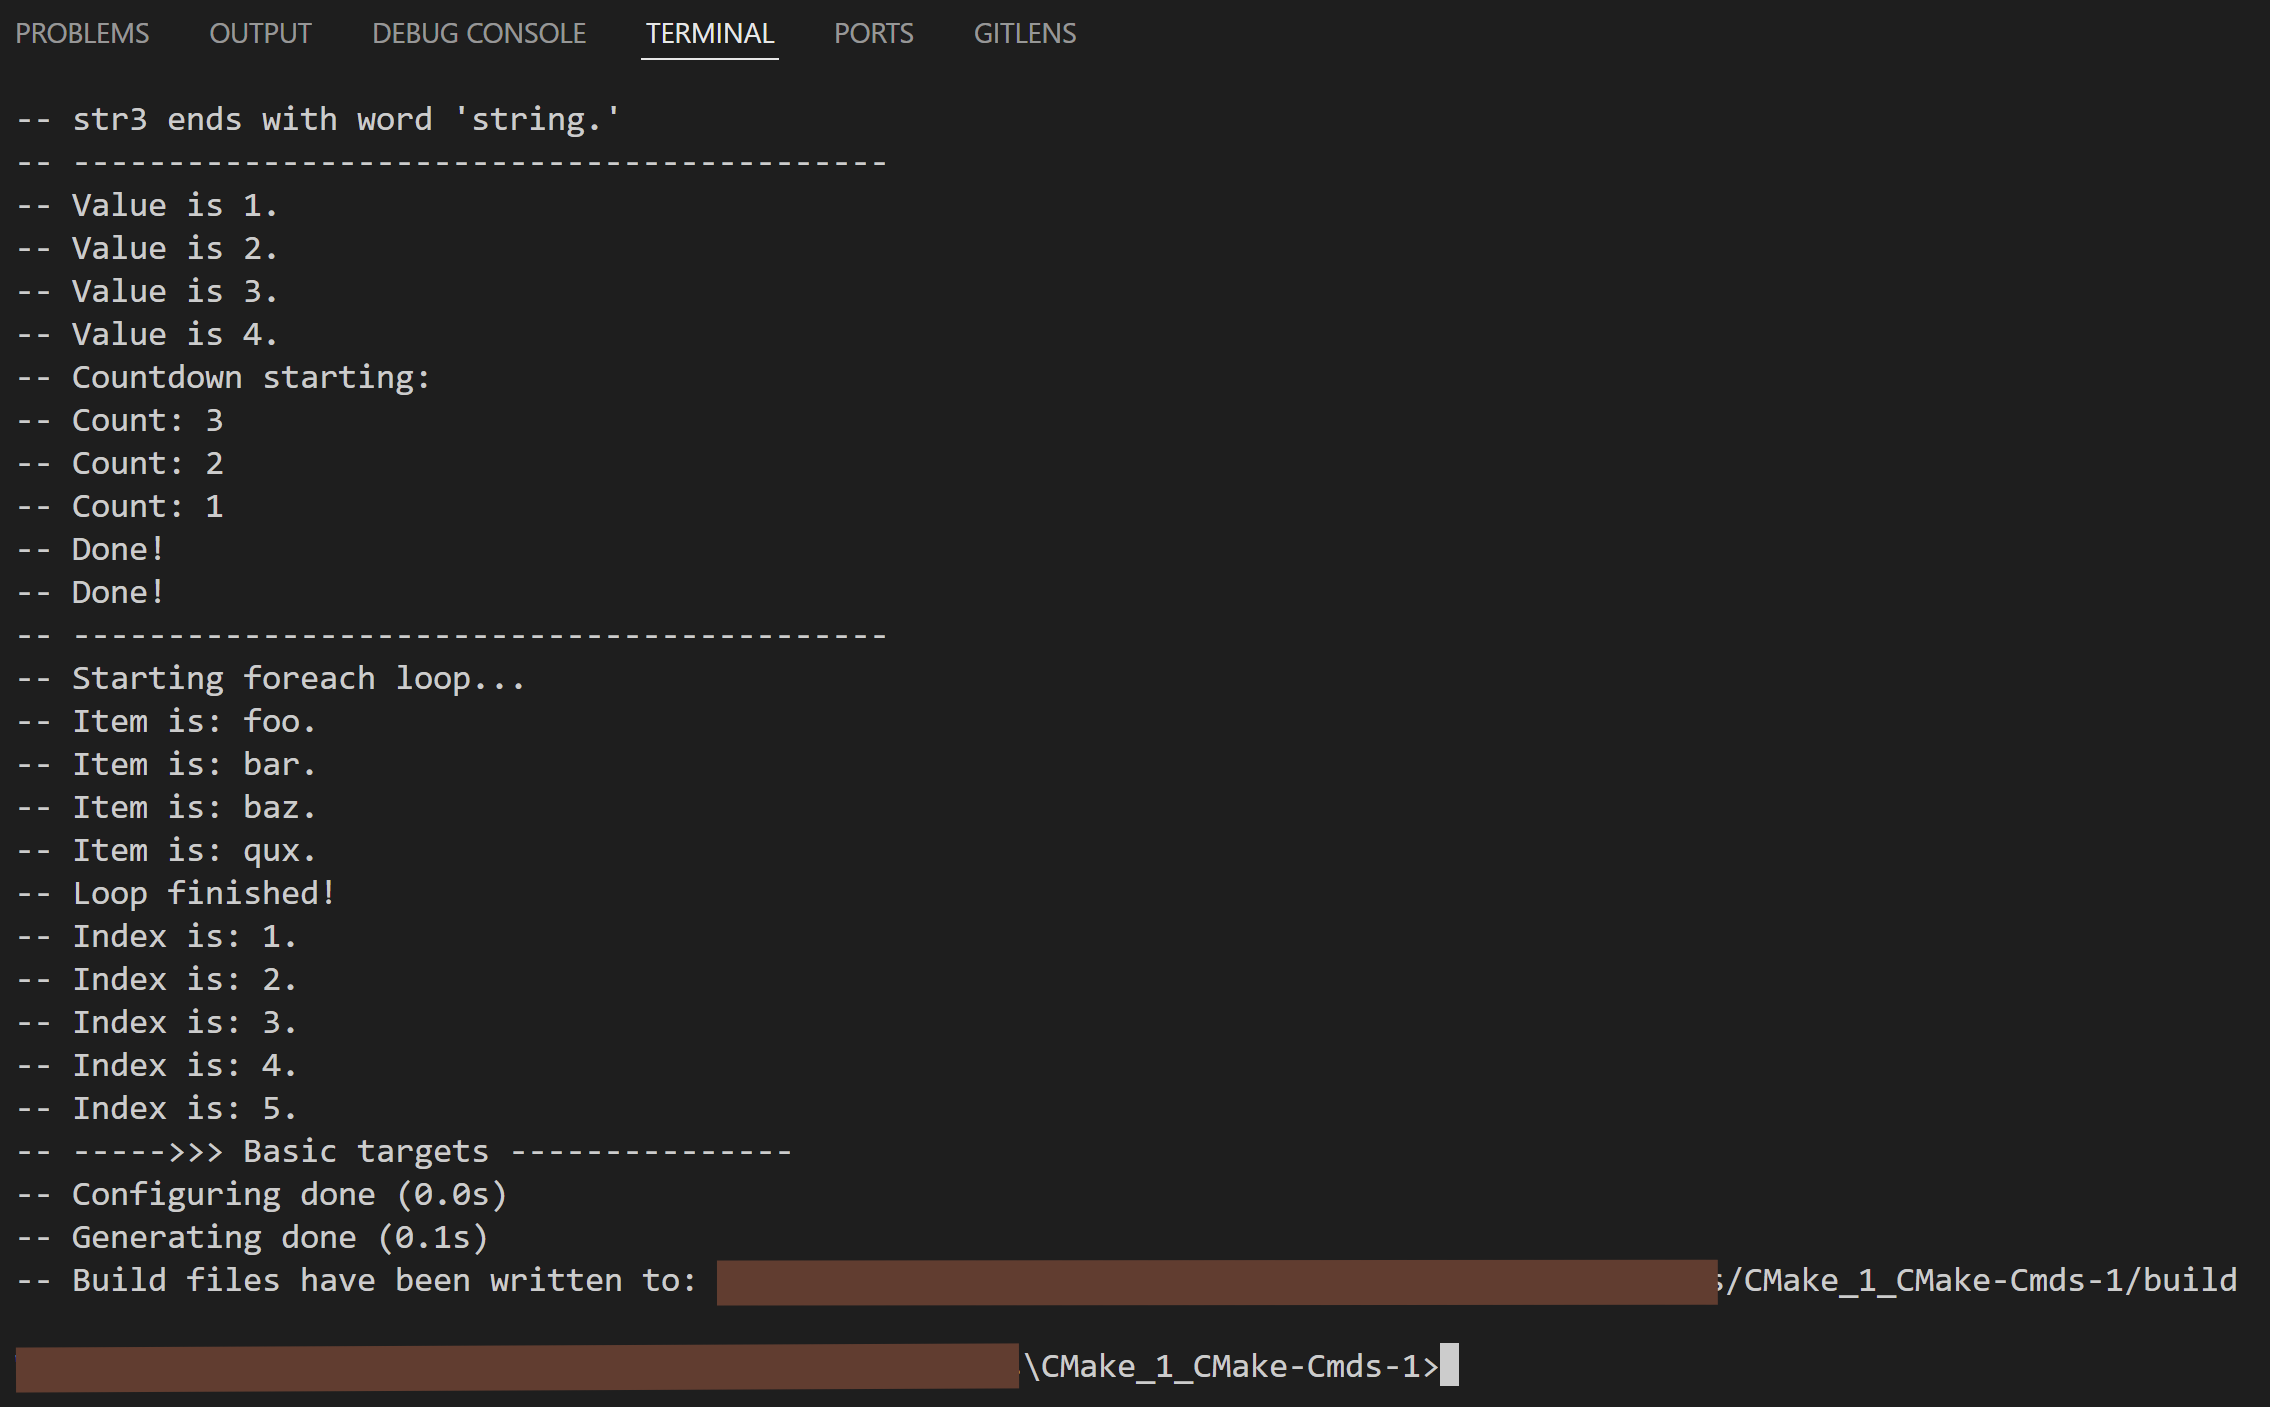 PROBLEMS OUTPUT DEBUG CONSOLE TERMINAL PORTS GITLENS
-- str3 ends with word 'string.'
-- -------------------------------------------
-- Value is 1.
-- Value is 2.
-- Value is 3.
-- Value is 4.
-- Countdown starting:
-- Count: 3
-- Count: 2
-- Count: 1
-- Done!
-- Done!
-- -------------------------------------------
-- Starting foreach loop...
-- Item is: foo.
-- Item is: bar.
-- Item is: baz.
-- Item is: qux.
-- Loop finished!
-- Index is: 1.
-- Index is: 2.
-- Index is: 3.
-- Index is: 4.
-- Index is: 5.
-- ----->>> Basic targets ---------------
-- Configuring done (0.0s)
-- Generating done (0.1s)
-- Build files have been written to: s/CMake_1_CMake-Cmds-1/build
\CMake_1_CMake-Cmds-1>